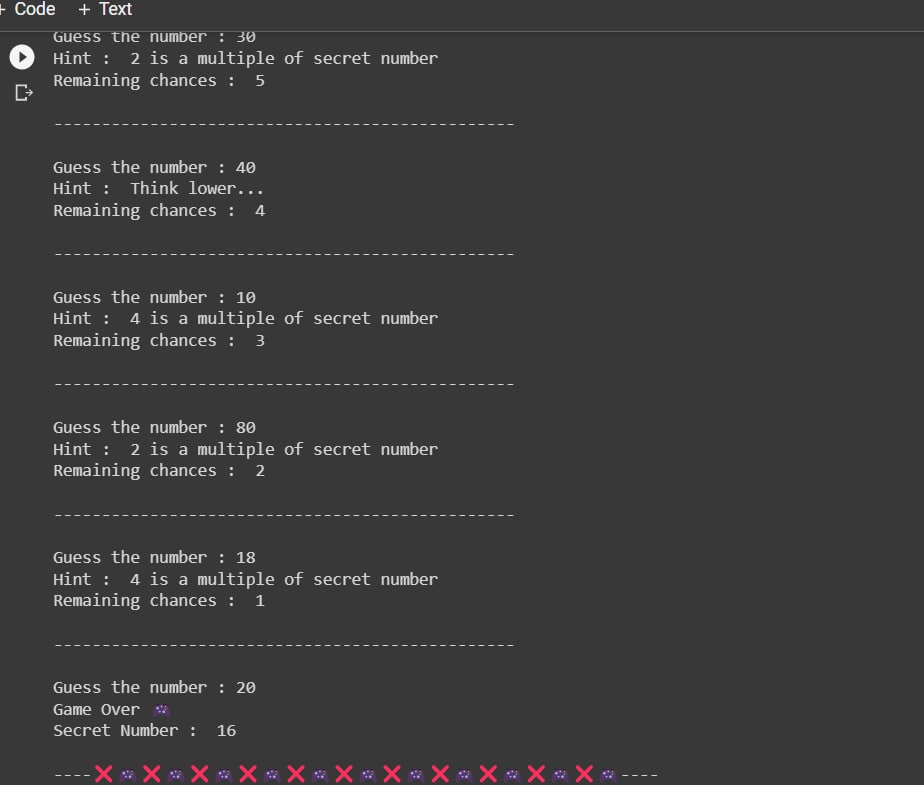 + Code + Text
Guess the number : 30
Hint :  2 is a multiple of secret number
Remaining chances :  5
------------------------------------------------
Guess the number : 40
Hint :  Think lower...
Remaining chances :  4
------------------------------------------------
Guess the number : 10
Hint :  4 is a multiple of secret number
Remaining chances :  3
------------------------------------------------
Guess the number : 80
Hint :  2 is a multiple of secret number
Remaining chances :  2
------------------------------------------------
Guess the number : 18
Hint :  4 is a multiple of secret number
Remaining chances :  1
------------------------------------------------
Guess the number : 20
Game Over 🎮
Secret Number :  16
----❌🎮❌🎮❌🎮❌🎮❌🎮❌🎮❌🎮❌🎮❌🎮❌🎮❌🎮----